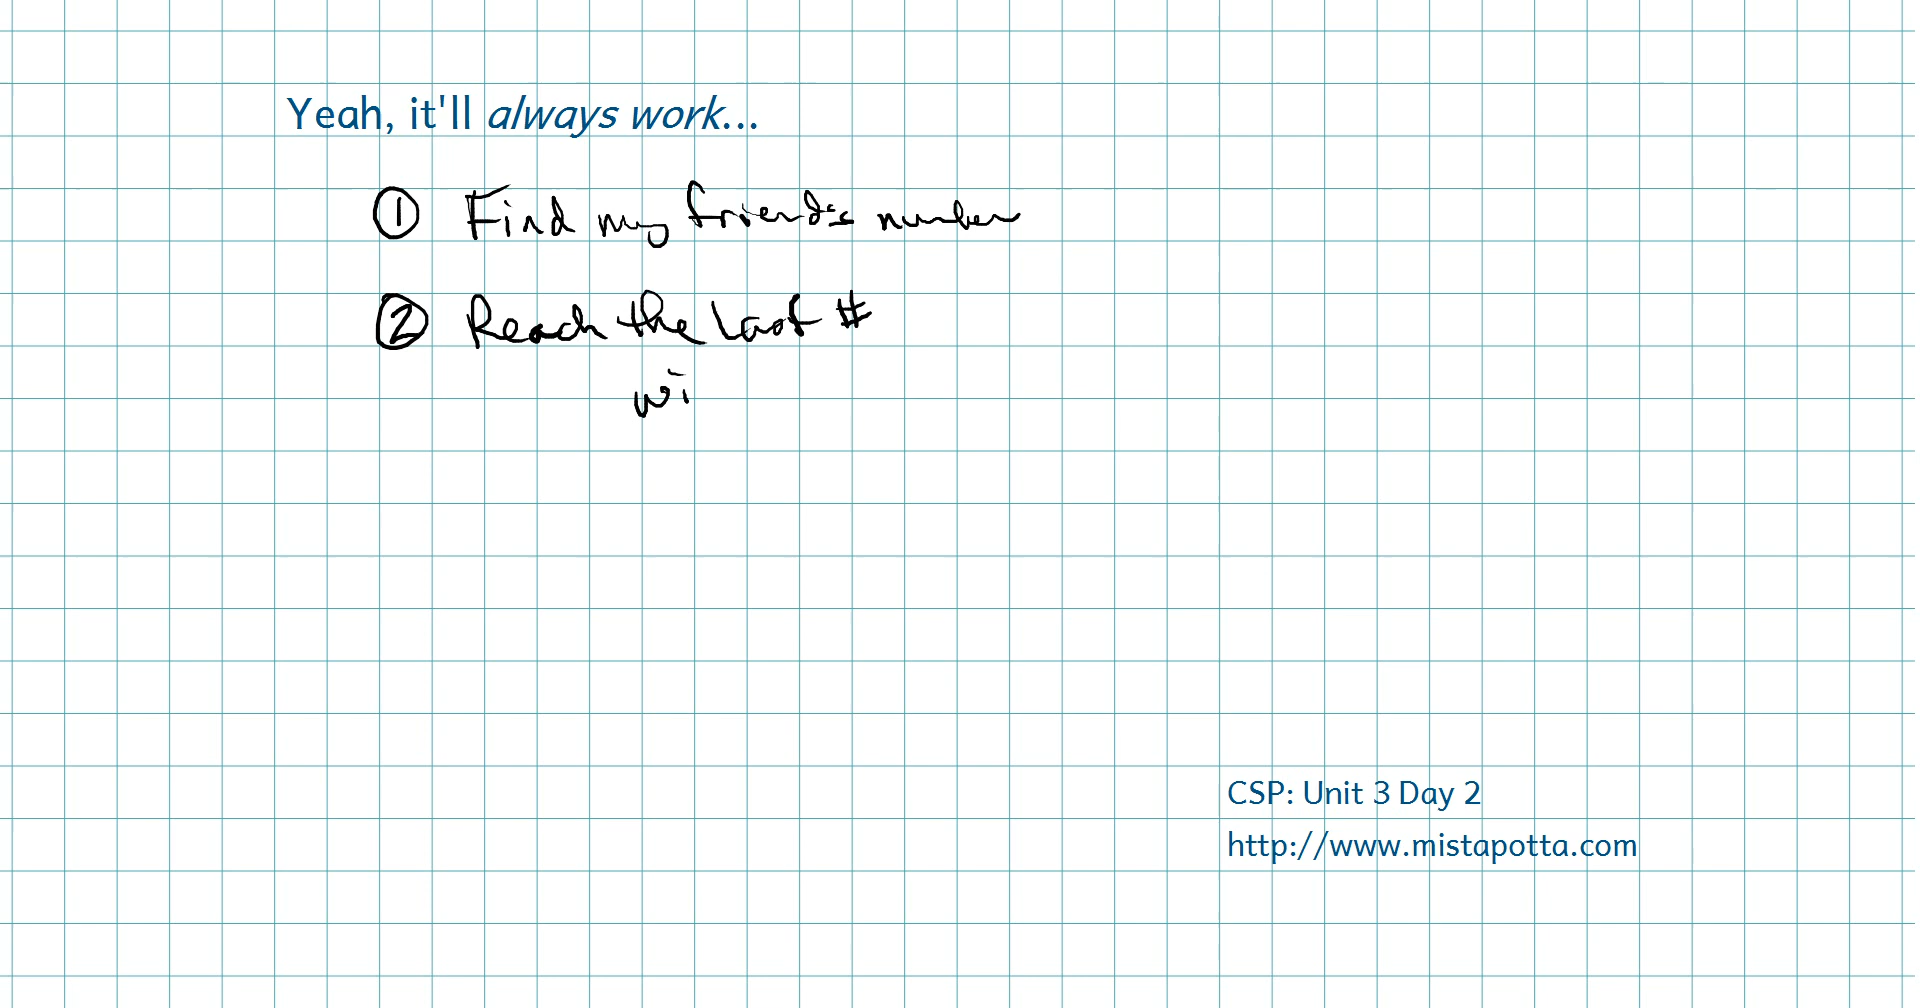 Yeah, it'll always work...
① Find my friend's number
② Reach the last #
wi
CSP: Unit 3 Day 2
http://www.mistapotta.com